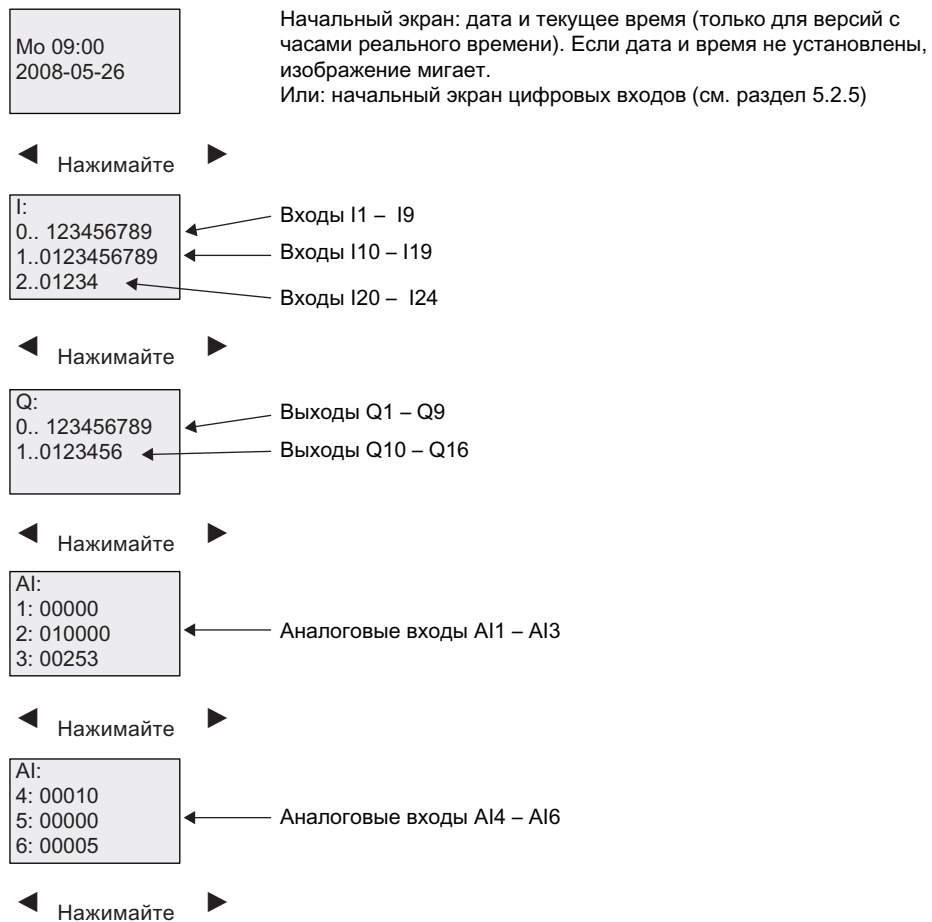 Mo 09:00
2008-05-26
Начальный экран: дата и текущее время (только для версий с
часами реального времени). Если дата и время не установлены,
изображение мигает.
Или: начальный экран цифровых входов (см. раздел 5.2.5)
◄ Нажимайте ►
I:
0.. 123456789
1..0123456789
2..01234
Входы I1 – I9
Входы I10 – I19
Входы I20 – I24
◄ Нажимайте ►
Q:
0.. 123456789
1..0123456
Выходы Q1 – Q9
Выходы Q10 – Q16
◄ Нажимайте ►
AI:
1: 00000
2: 010000
3: 00253
Аналоговые входы AI1 – AI3
◄ Нажимайте ►
AI:
4: 00010
5: 00000
6: 00005
Аналоговые входы AI4 – AI6
◄ Нажимайте ►